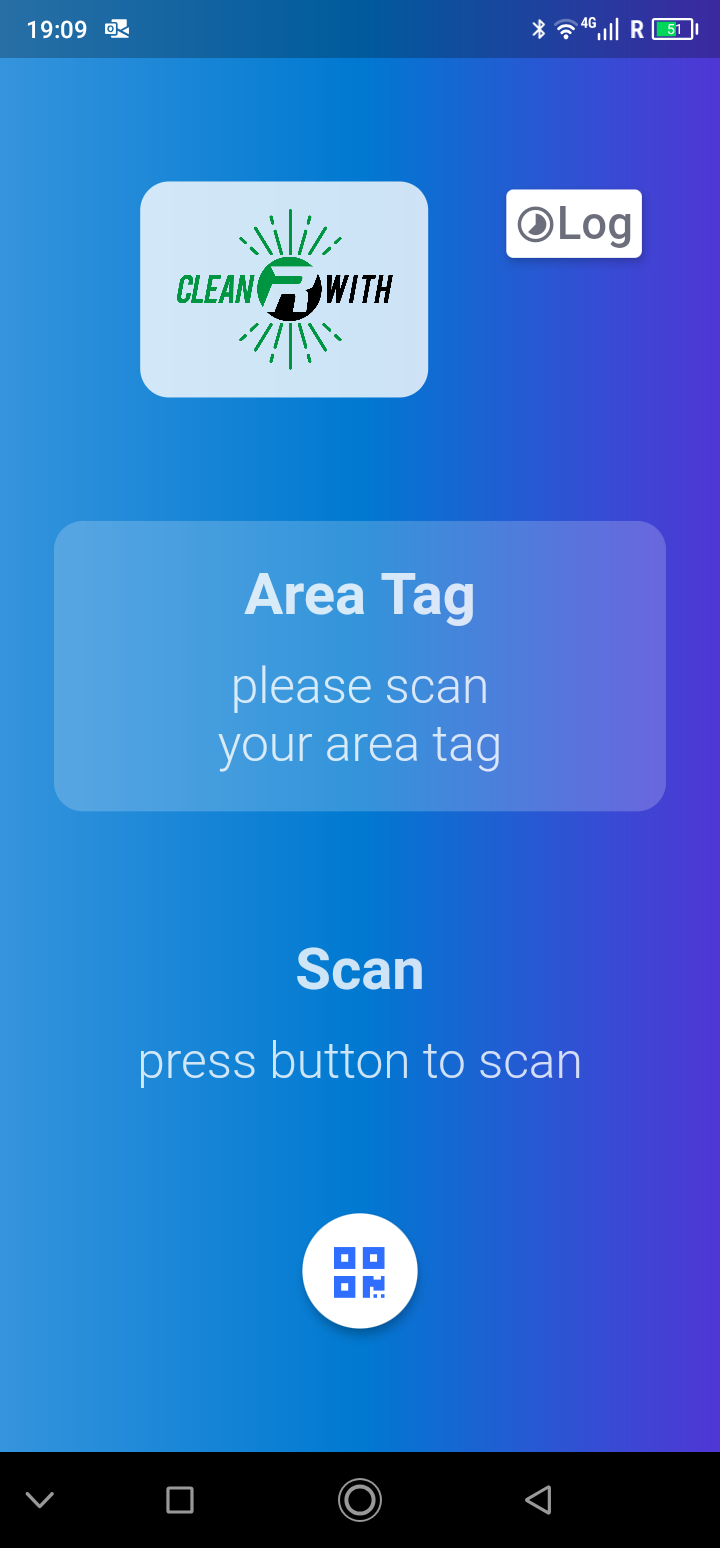 19:09 4G R 51
CLEAN WITH
Log
Area Tag
please scan
your area tag
Scan
press button to scan